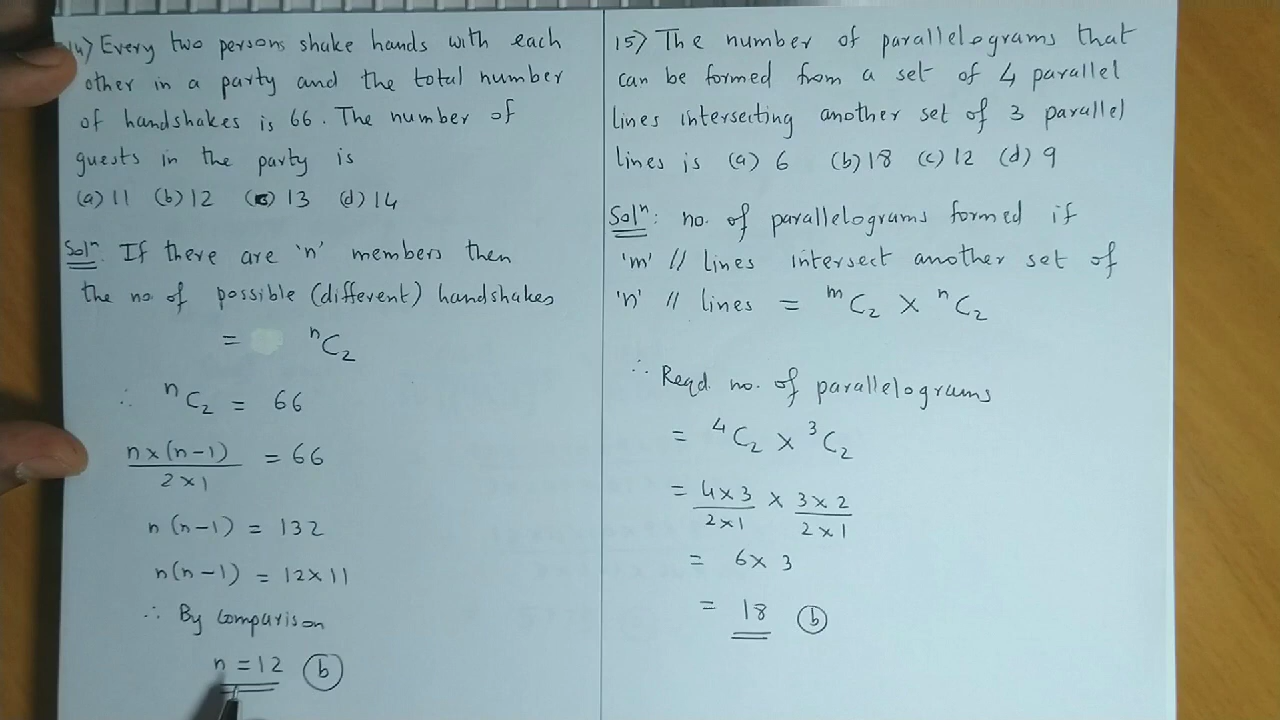 14) Every two persons shake hands with each
other in a party and the total number
of handshakes is 66. The number of
guests in the party is
(a) 11 (b) 12 (c) 13 (d) 14
Solⁿ: If there are 'n' members then
the no of possible (different) handshakes
= ⁿC₂
∴ ⁿC₂ = 66
n×(n-1)/2×1 = 66
n(n-1) = 132
n(n-1) = 12×11
∴ By comparison
n = 12 (b)
15) The number of parallelograms that
can be formed from a set of 4 parallel
lines intersecting another set of 3 parallel
lines is (a) 6 (b) 18 (c) 12 (d) 9
Solⁿ: no. of parallelograms formed if
'm' // lines intersect another set of
'n' // lines = ᵐC₂ × ⁿC₂
∴ Reqd. no. of parallelograms
= ⁴C₂ × ³C₂
= 4×3/2×1 × 3×2/2×1
= 6×3
= 18 (b)